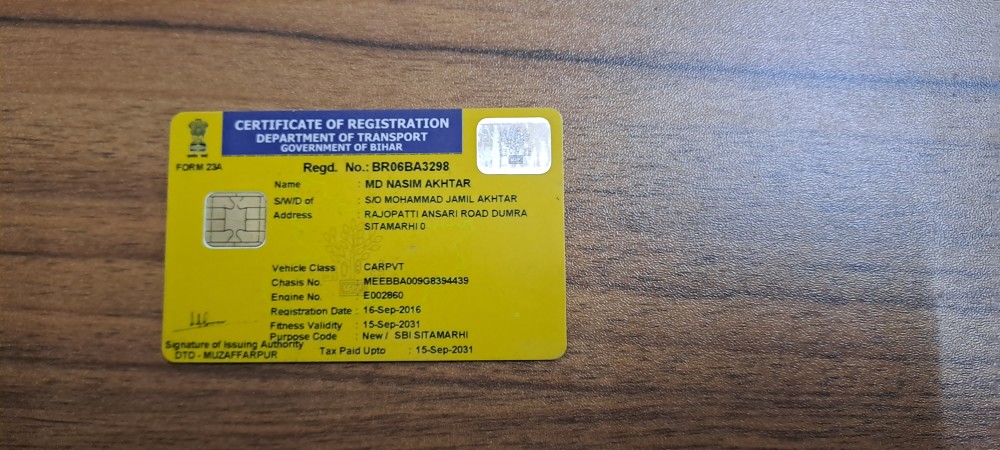 CERTIFICATE OF REGISTRATION
DEPARTMENT OF TRANSPORT
GOVERNMENT OF BIHAR
FORM 23A
Regd. No.: BR06BA3298
Name : MD NASIM AKHTAR
S/W/D of : S/O MOHAMMAD JAMIL AKHTAR
Address : RAJOPATTI ANSARI ROAD DUMRA
SITAMARHI 0
Vehicle Class : CARPVT
Chasis No. : MEEBBA009G8394439
Engine No. : E002860
Registration Date : 16-Sep-2016
Fitness Validity : 15-Sep-2031
Purpose Code : New / SBI SITAMARHI
Signature of Issuing Authority
DTO - MUZAFFARPUR
Tax Paid Upto : 15-Sep-2031